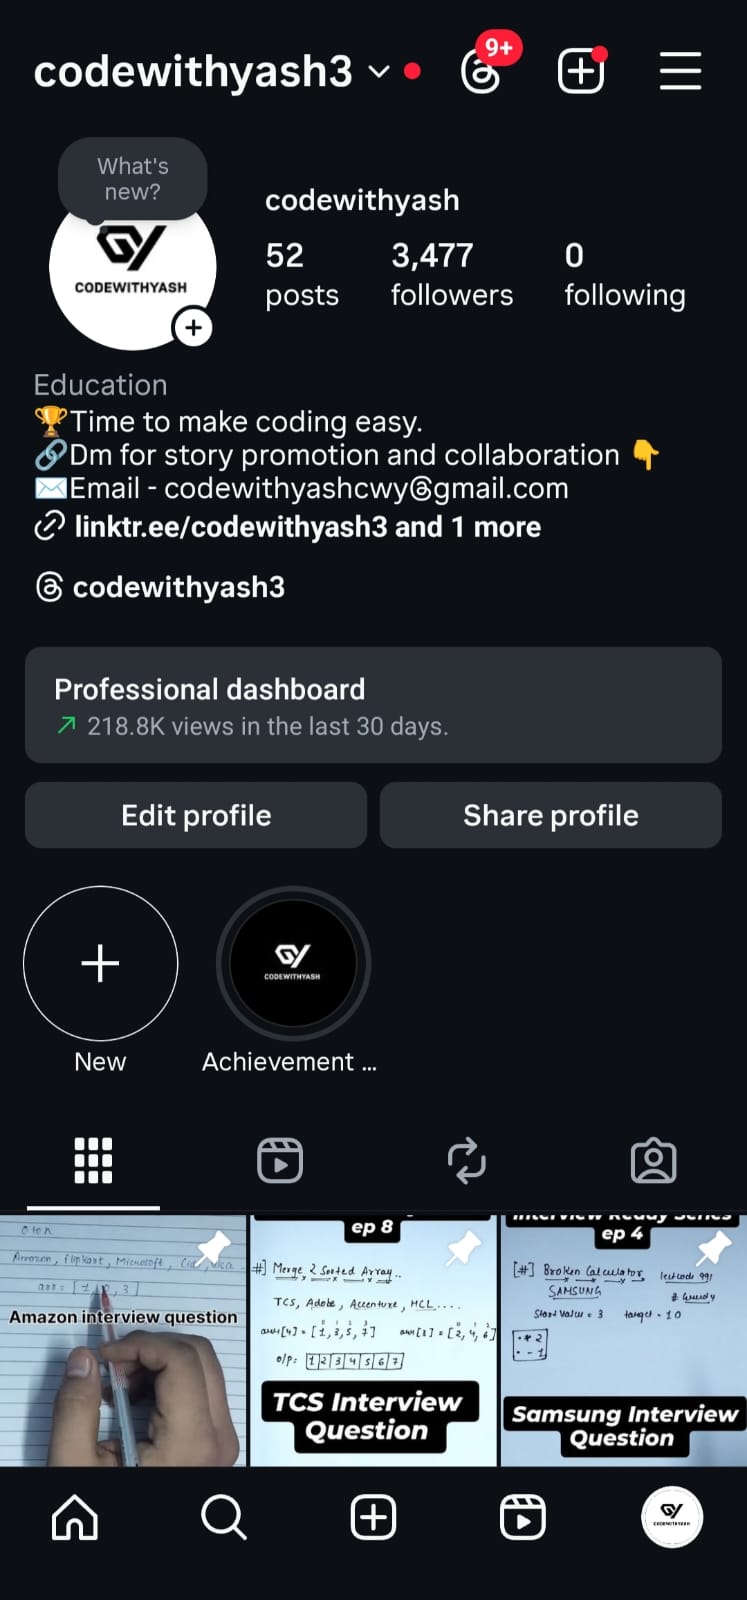 codewithyash3
9+
What's
new?
codewithyash
52 posts
3,477 followers
0 following
CODEWITHYASH
Education
🏆Time to make coding easy.
🔗Dm for story promotion and collaboration 👇
✉️Email - codewithyashcwy@gmail.com
linktr.ee/codewithyash3 and 1 more
codewithyash3
Professional dashboard
218.8K views in the last 30 days.
Edit profile
Share profile
CODEWITHYASH
New
Achievement ...
0 to n
Amazon, flipkart, Microsoft,
arr = [
Amazon interview question
ep 8
#] Merge 2 Sorted Array..
TCS, Adobe, Accenture, HCL....
arr[4] = [1, 3, 5, 7] arr[3] = [2, 4, 6]
o/p: 1 2 3 4 5 6 7
TCS Interview
Question
Interview Ready Series
ep 4
[#] Broken Calculator leetcode 991
SAMSUNG # Greedy
Start Value = 3 target = 10
• * 2
• - 1
Samsung Interview
Question
CODEWITHYASH